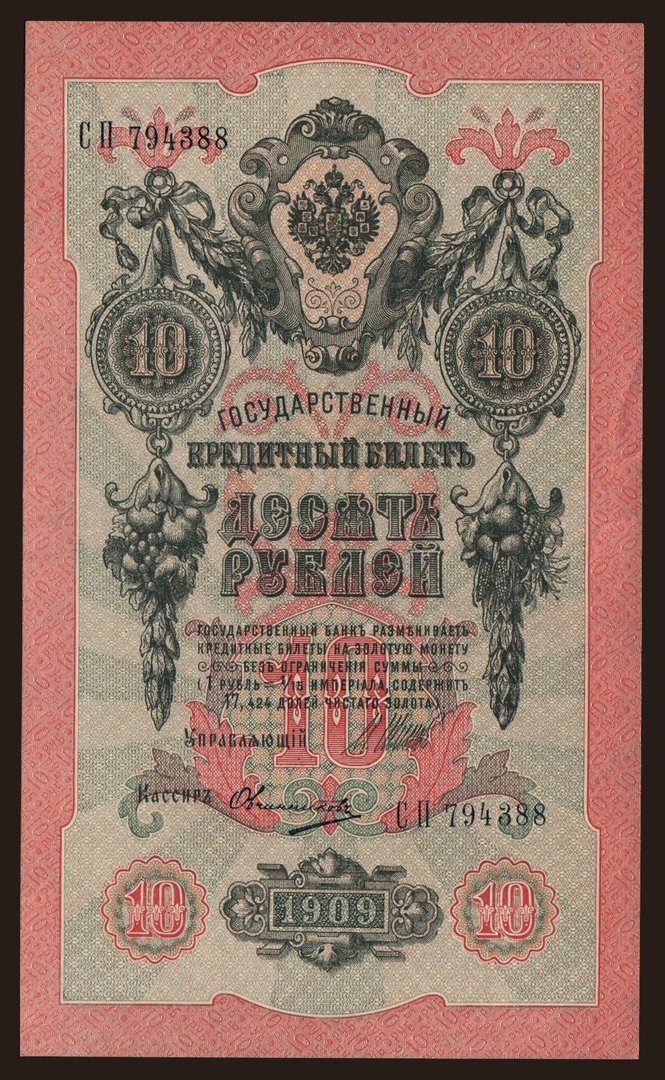 СП 794388
10 10
ГОСУДАРСТВЕННЫЙ
КРЕДИТНЫЙ БИЛЕТЪ
ДЕСЯТЬ
РУБЛЕЙ
ГОСУДАРСТВЕННЫЙ БАНКЪ РАЗМѢНИВАЕТЪ
КРЕДИТНЫЕ БИЛЕТЫ НА ЗОЛОТУЮ МОНЕТУ
БЕЗЪ ОГРАНИЧЕНІЯ СУММЫ
(1 РУБЛЬ = 1/15 ИМПЕРІАЛА, СОДЕРЖИТЪ
17,424 ДОЛЕЙ ЧИСТАГО ЗОЛОТА)
10
УПРАВЛЯЮЩІЙ
Кассиръ Овчинниковъ
СП 794388
10 1909 10